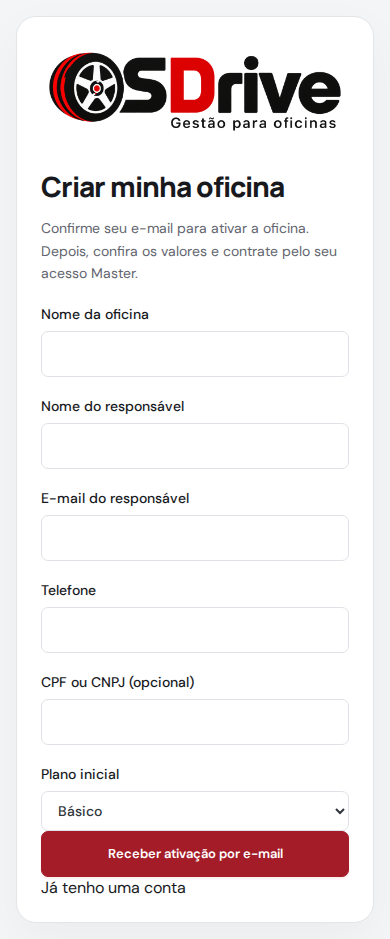 OSDrive
Gestão para oficinas
Criar minha oficina
Confirme seu e-mail para ativar a oficina.
Depois, confira os valores e contrate pelo seu
acesso Master.
Nome da oficina
Nome do responsável
E-mail do responsável
Telefone
CPF ou CNPJ (opcional)
Plano inicial
Básico
Receber ativação por e-mail
Já tenho uma conta